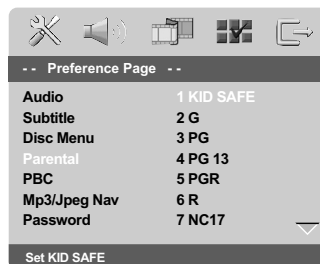 - - Preference Page - -
Audio 1 KID SAFE
Subtitle 2 G
Disc Menu 3 PG
Parental 4 PG 13
PBC 5 PGR
Mp3/Jpeg Nav 6 R
Password 7 NC17
Set KID SAFE